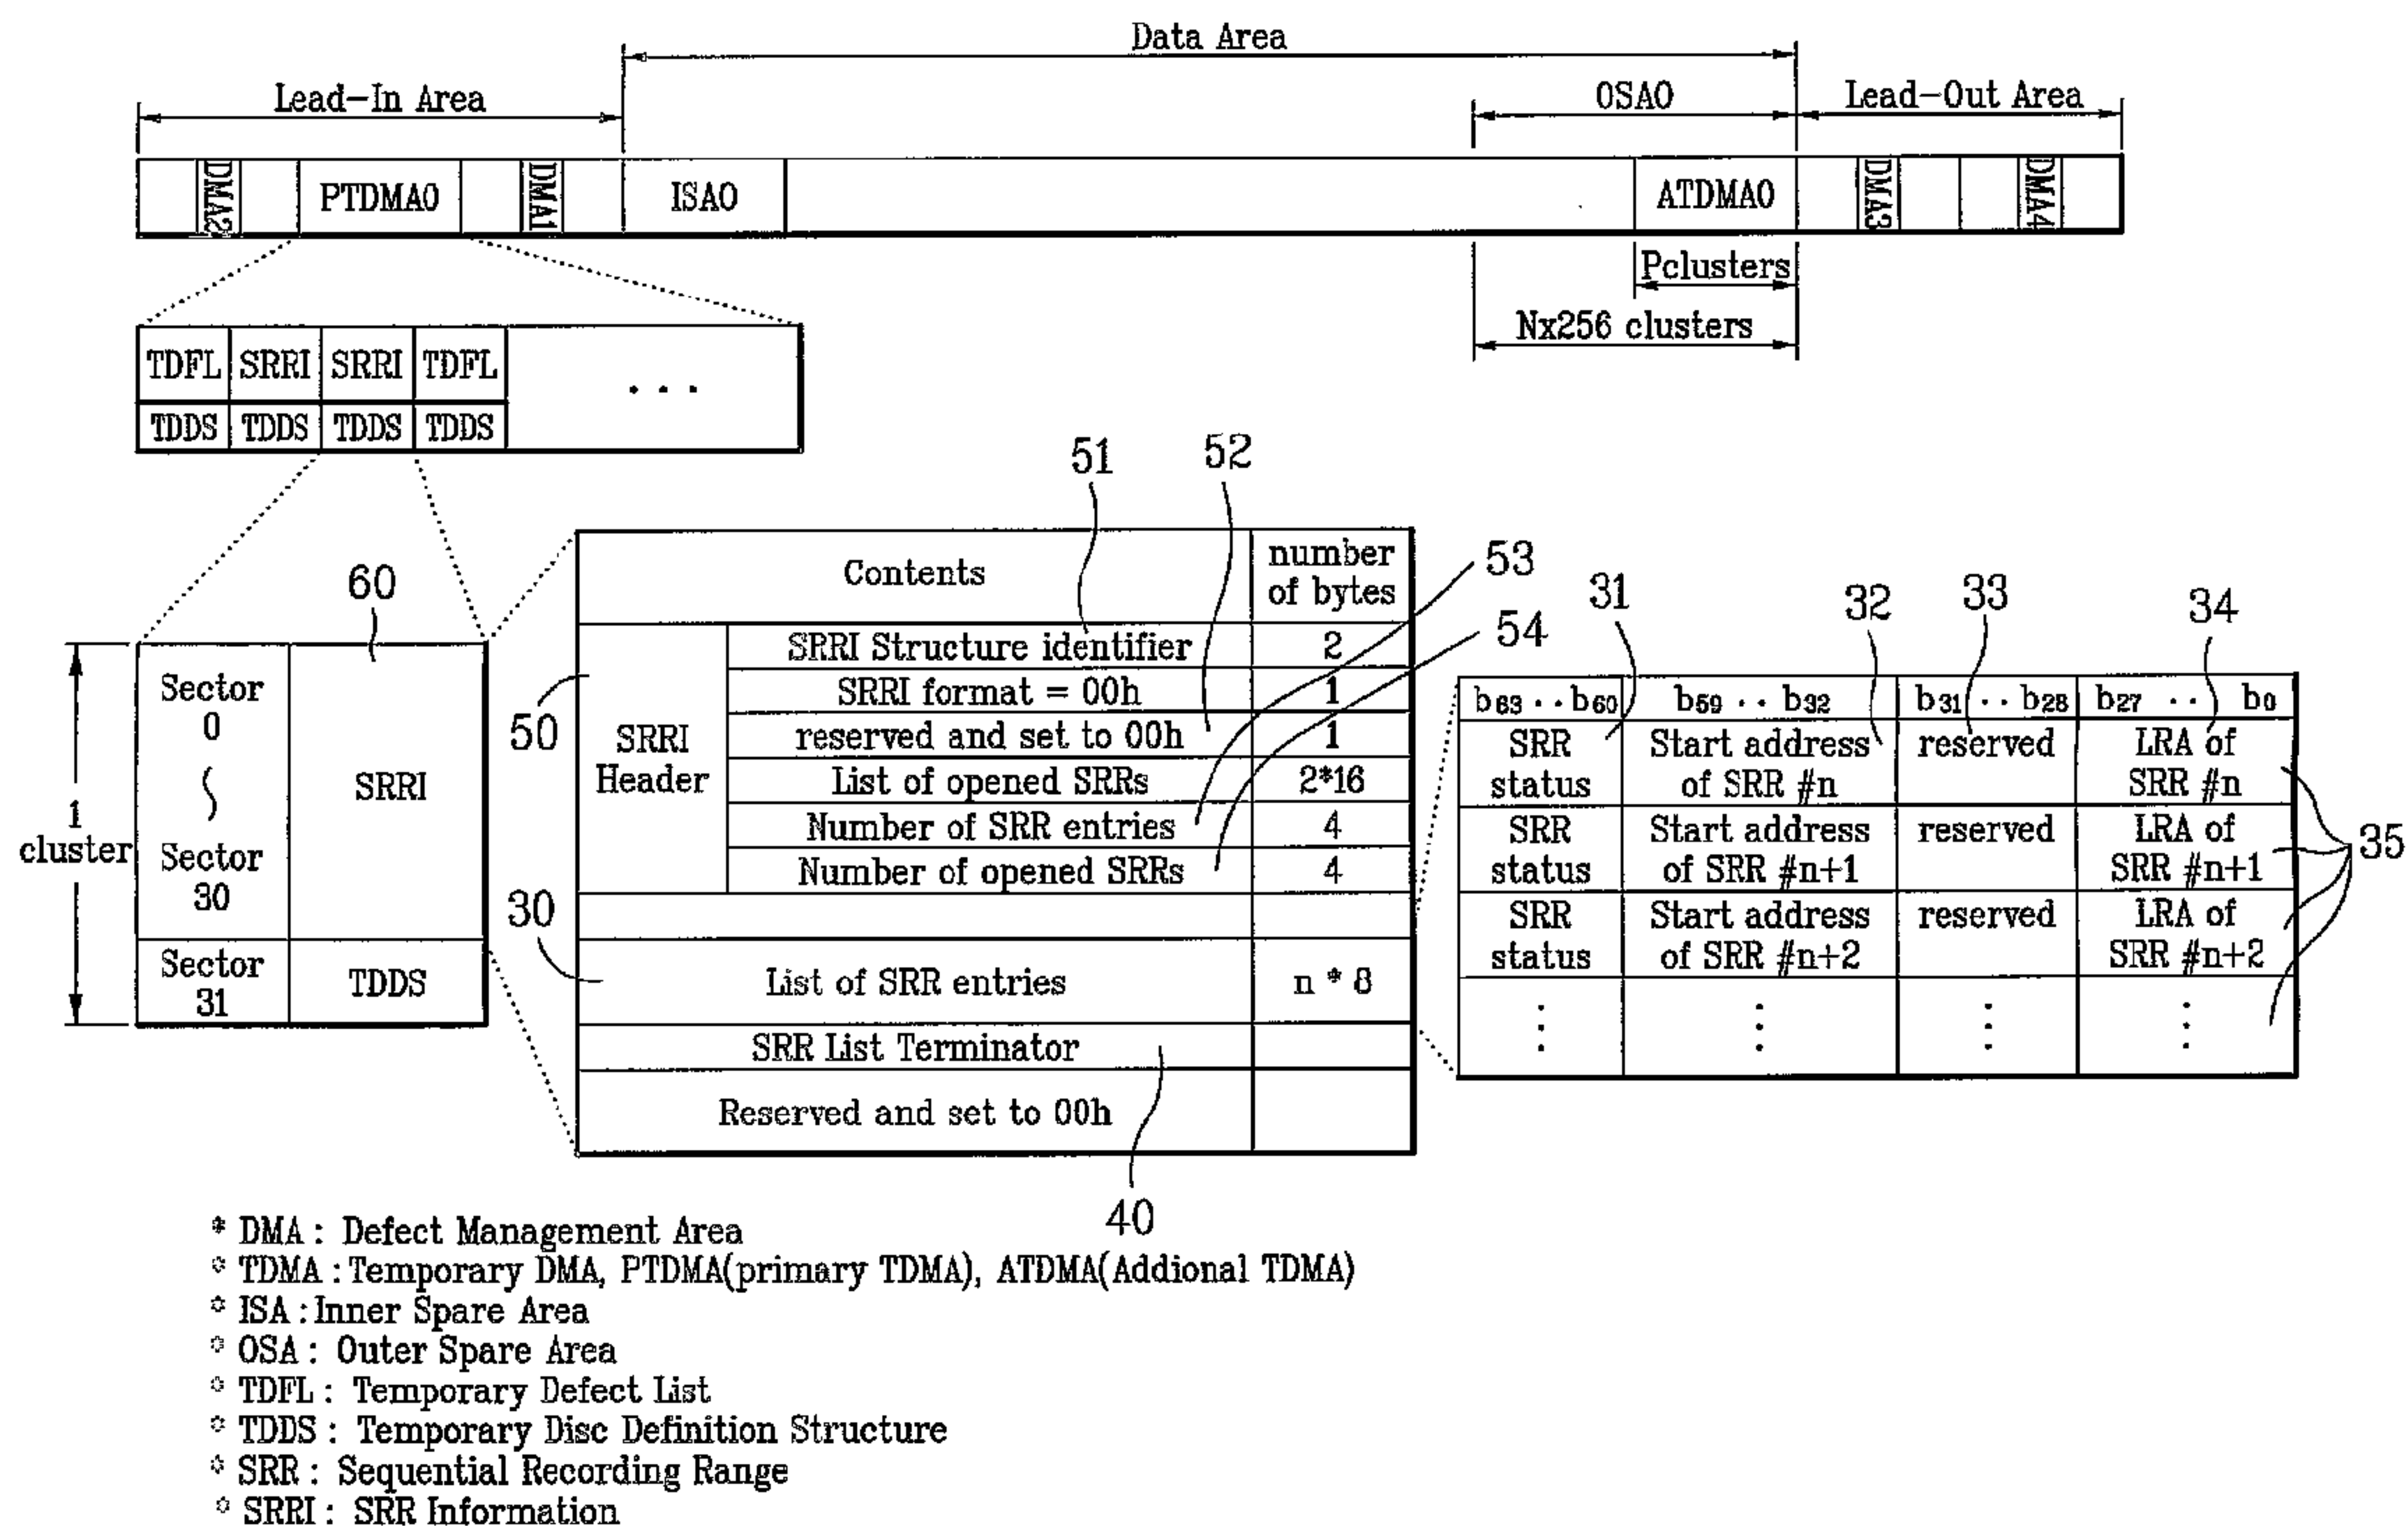 Data Area
Lead-In Area
OSA0
Lead-Out Area
DMA2
PTDMA0
DMA1
ISA0
ATDMA0
DMA3
DMA4
Pclusters
Nx256 clusters
TDFL SRRI SRRI TDFL
. . .
TDDS TDDS TDDS TDDS
51
52
53
54
60
50
30
40
1
cluster
Sector
0
Sector
30
SRRI
Sector
31
TDDS
Contents
number
of bytes
SRRI
Header
SRRI Structure identifier 2
SRRI format = 00h 1
reserved and set to 00h 1
List of opened SRRs 2*16
Number of SRR entries 4
Number of opened SRRs 4
List of SRR entries n * 8
SRR List Terminator
Reserved and set to 00h
31
32
33
34
35
b63 . . b60 b59 . . b32 b31 . . b28 b27 . . b0
SRR Start address reserved LRA of
status of SRR #n SRR #n
SRR Start address reserved LRA of
status of SRR #n+1 SRR #n+1
SRR Start address reserved LRA of
status of SRR #n+2 SRR #n+2
* DMA : Defect Management Area
* TDMA : Temporary DMA, PTDMA(primary TDMA), ATDMA(Addional TDMA)
* ISA : Inner Spare Area
* OSA : Outer Spare Area
* TDFL : Temporary Defect List
* TDDS : Temporary Disc Definition Structure
* SRR : Sequential Recording Range
* SRRI : SRR Information